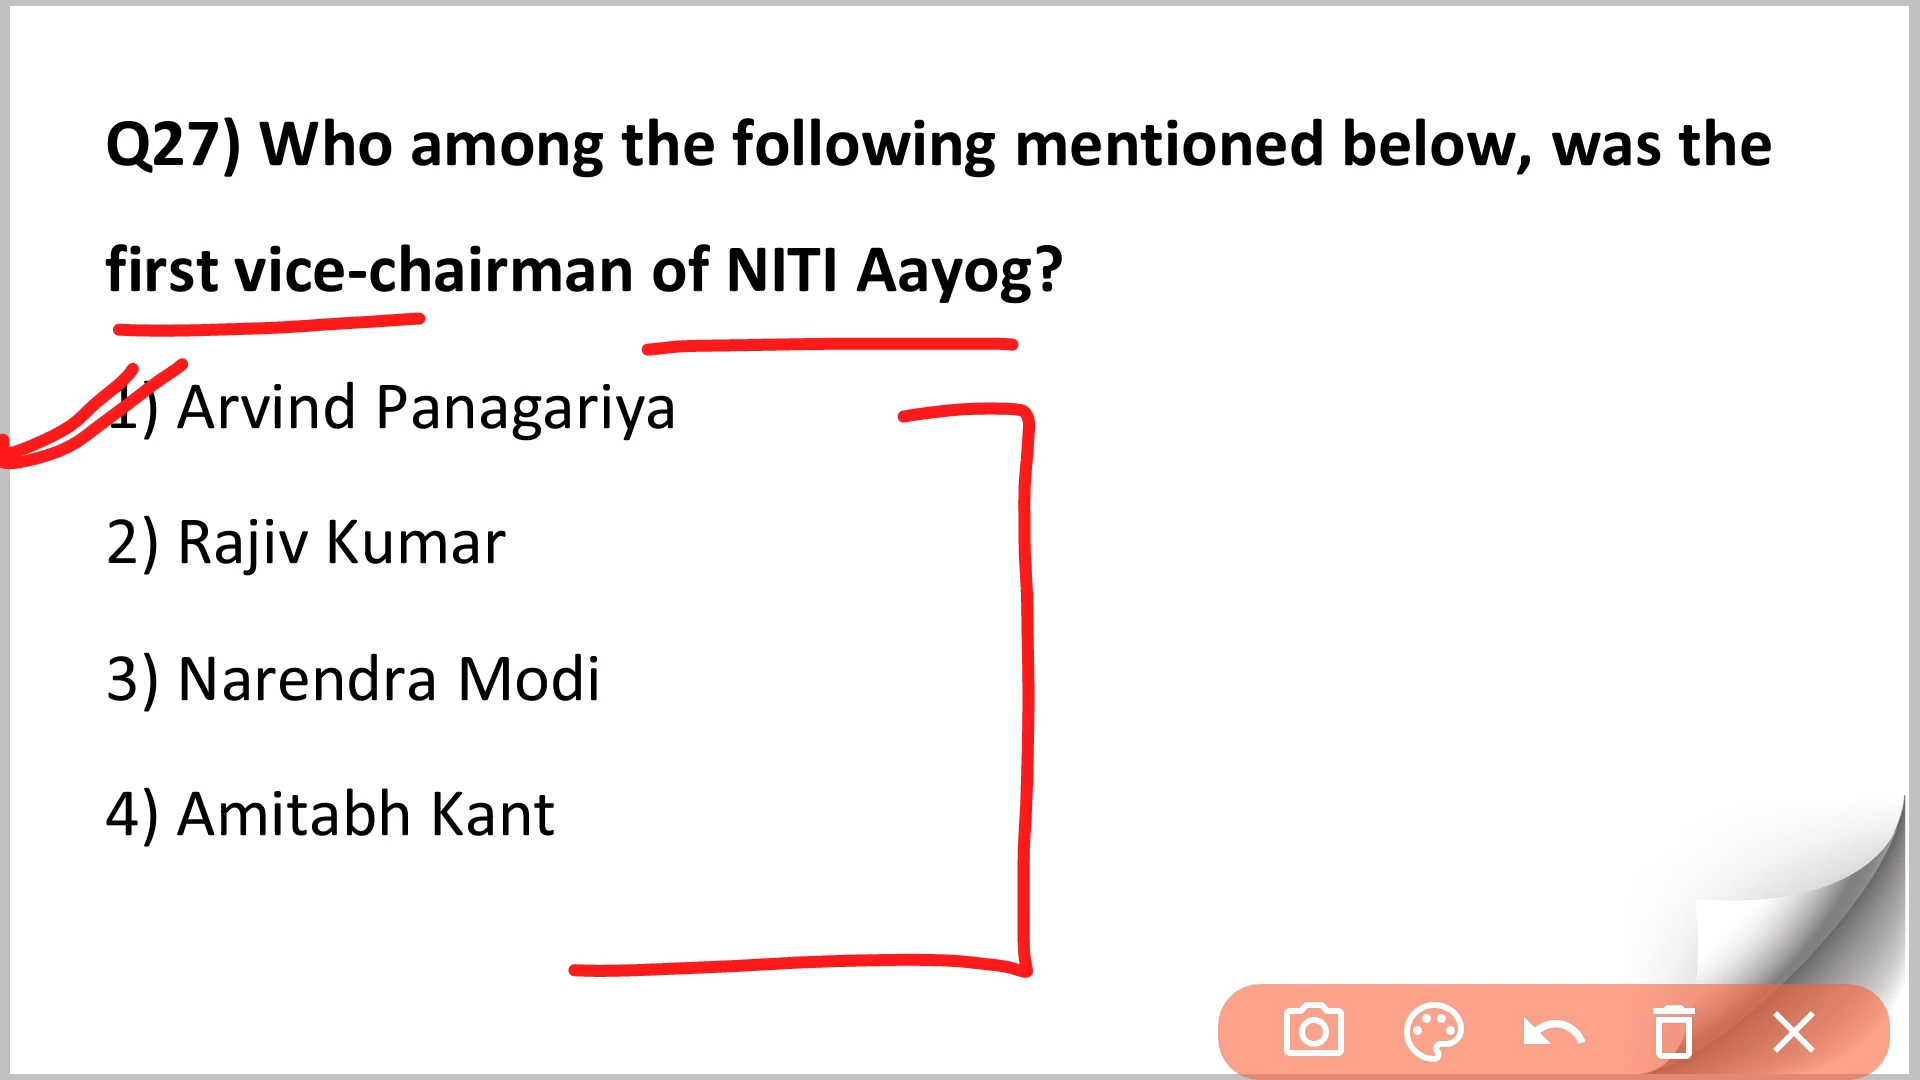 Q27) Who among the following mentioned below, was the
first vice-chairman of NITI Aayog?
1) Arvind Panagariya
2) Rajiv Kumar
3) Narendra Modi
4) Amitabh Kant